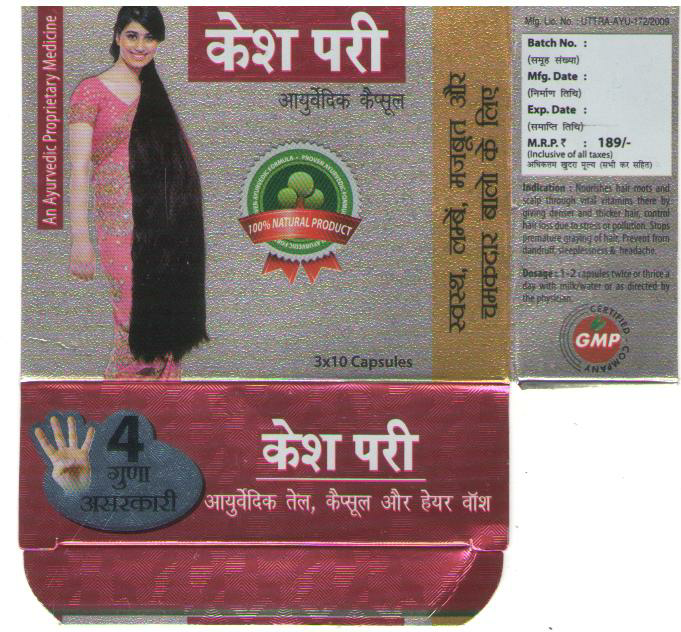 An Ayurvedic Proprietary Medicine
केश परी
आयुर्वेदिक कैप्सूल
100% NATURAL PRODUCT
3x10 Capsules
स्वस्थ, लम्बें, मजबूत और
चमकदार बालो के लिए
Mfg. Lic. No. : UTTRA-AYU-172/2009
Batch No. :
(समूह संख्या)
Mfg. Date :
(निर्माण तिथि)
Exp. Date :
(समाप्ति तिथि)
M.R.P. ₹ : 189/-
(Inclusive of all taxes)
अधिकतम खुदरा मूल्य (सभी कर सहित)
Indication : Nourishes hair roots and
scalp through vital vitamins there by
giving denser and thicker hair, control
hair loss due to stress or pollution. Stops
premature graying of hair. Prevent from
dandruff, sleeplessness & headache.
Dosage : 1-2 capsules twice or thrice a
day with milk/water or as directed by
the physician.
CERTIFIED
GMP
COMPANY
4
गुणा
असरकारी
केश परी
आयुर्वेदिक तेल, कैप्सूल और हेयर वॉश